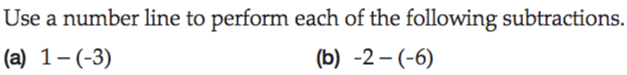 Use a number line to perform each of the following subtractions.
(a) 1 – (-3) (b) -2 – (-6)